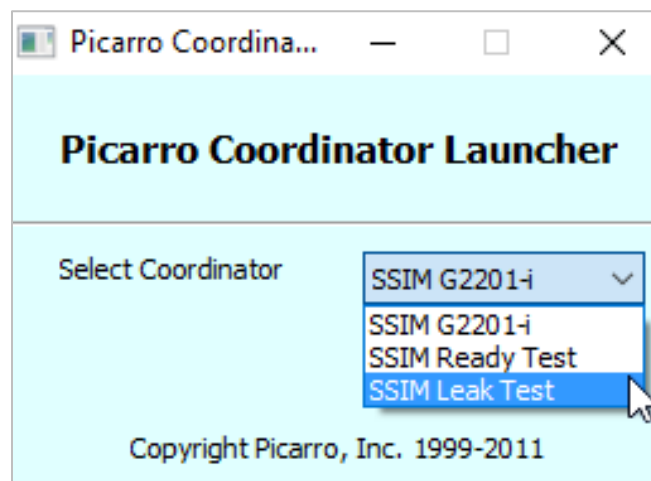 Picarro Coordina...
Picarro Coordinator Launcher
Select Coordinator
SSIM G2201-i
SSIM G2201-i
SSIM Ready Test
SSIM Leak Test
Copyright Picarro, Inc. 1999-2011